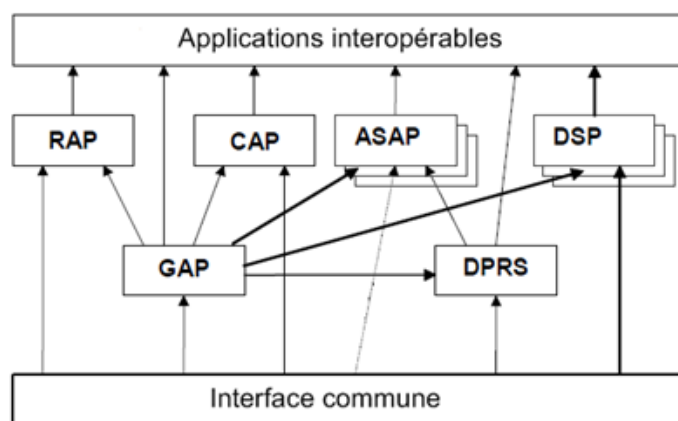 Applications interopérables
RAP
CAP
ASAP
DSP
GAP
DPRS
Interface commune